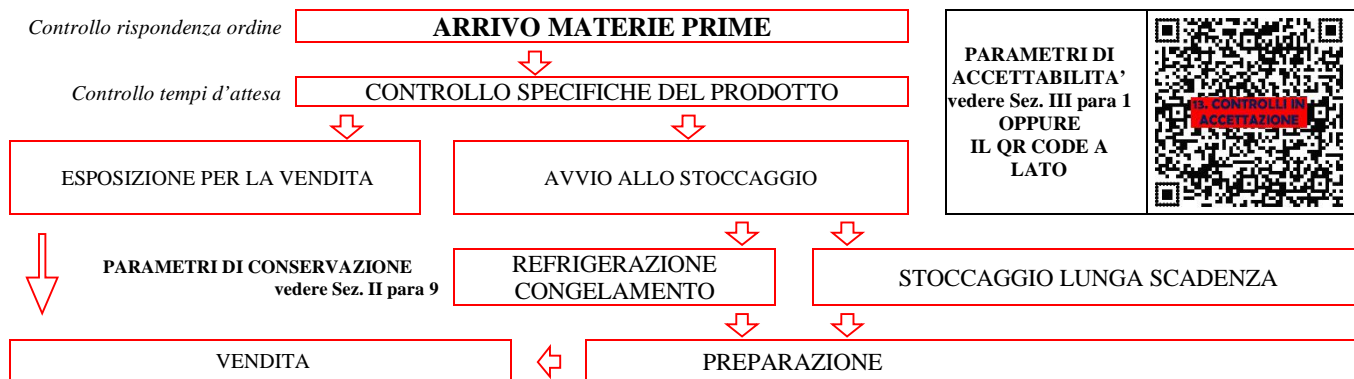 Controllo rispondenza ordine
ARRIVO MATERIE PRIME
Controllo tempi d'attesa
CONTROLLO SPECIFICHE DEL PRODOTTO
PARAMETRI DI
ACCETTABILITA'
vedere Sez. III para 1
OPPURE
IL QR CODE A
LATO
13. CONTROLLI IN
ACCETTAZIONE
ESPOSIZIONE PER LA VENDITA
AVVIO ALLO STOCCAGGIO
PARAMETRI DI CONSERVAZIONE
vedere Sez. II para 9
REFRIGERAZIONE
CONGELAMENTO
STOCCAGGIO LUNGA SCADENZA
VENDITA
PREPARAZIONE